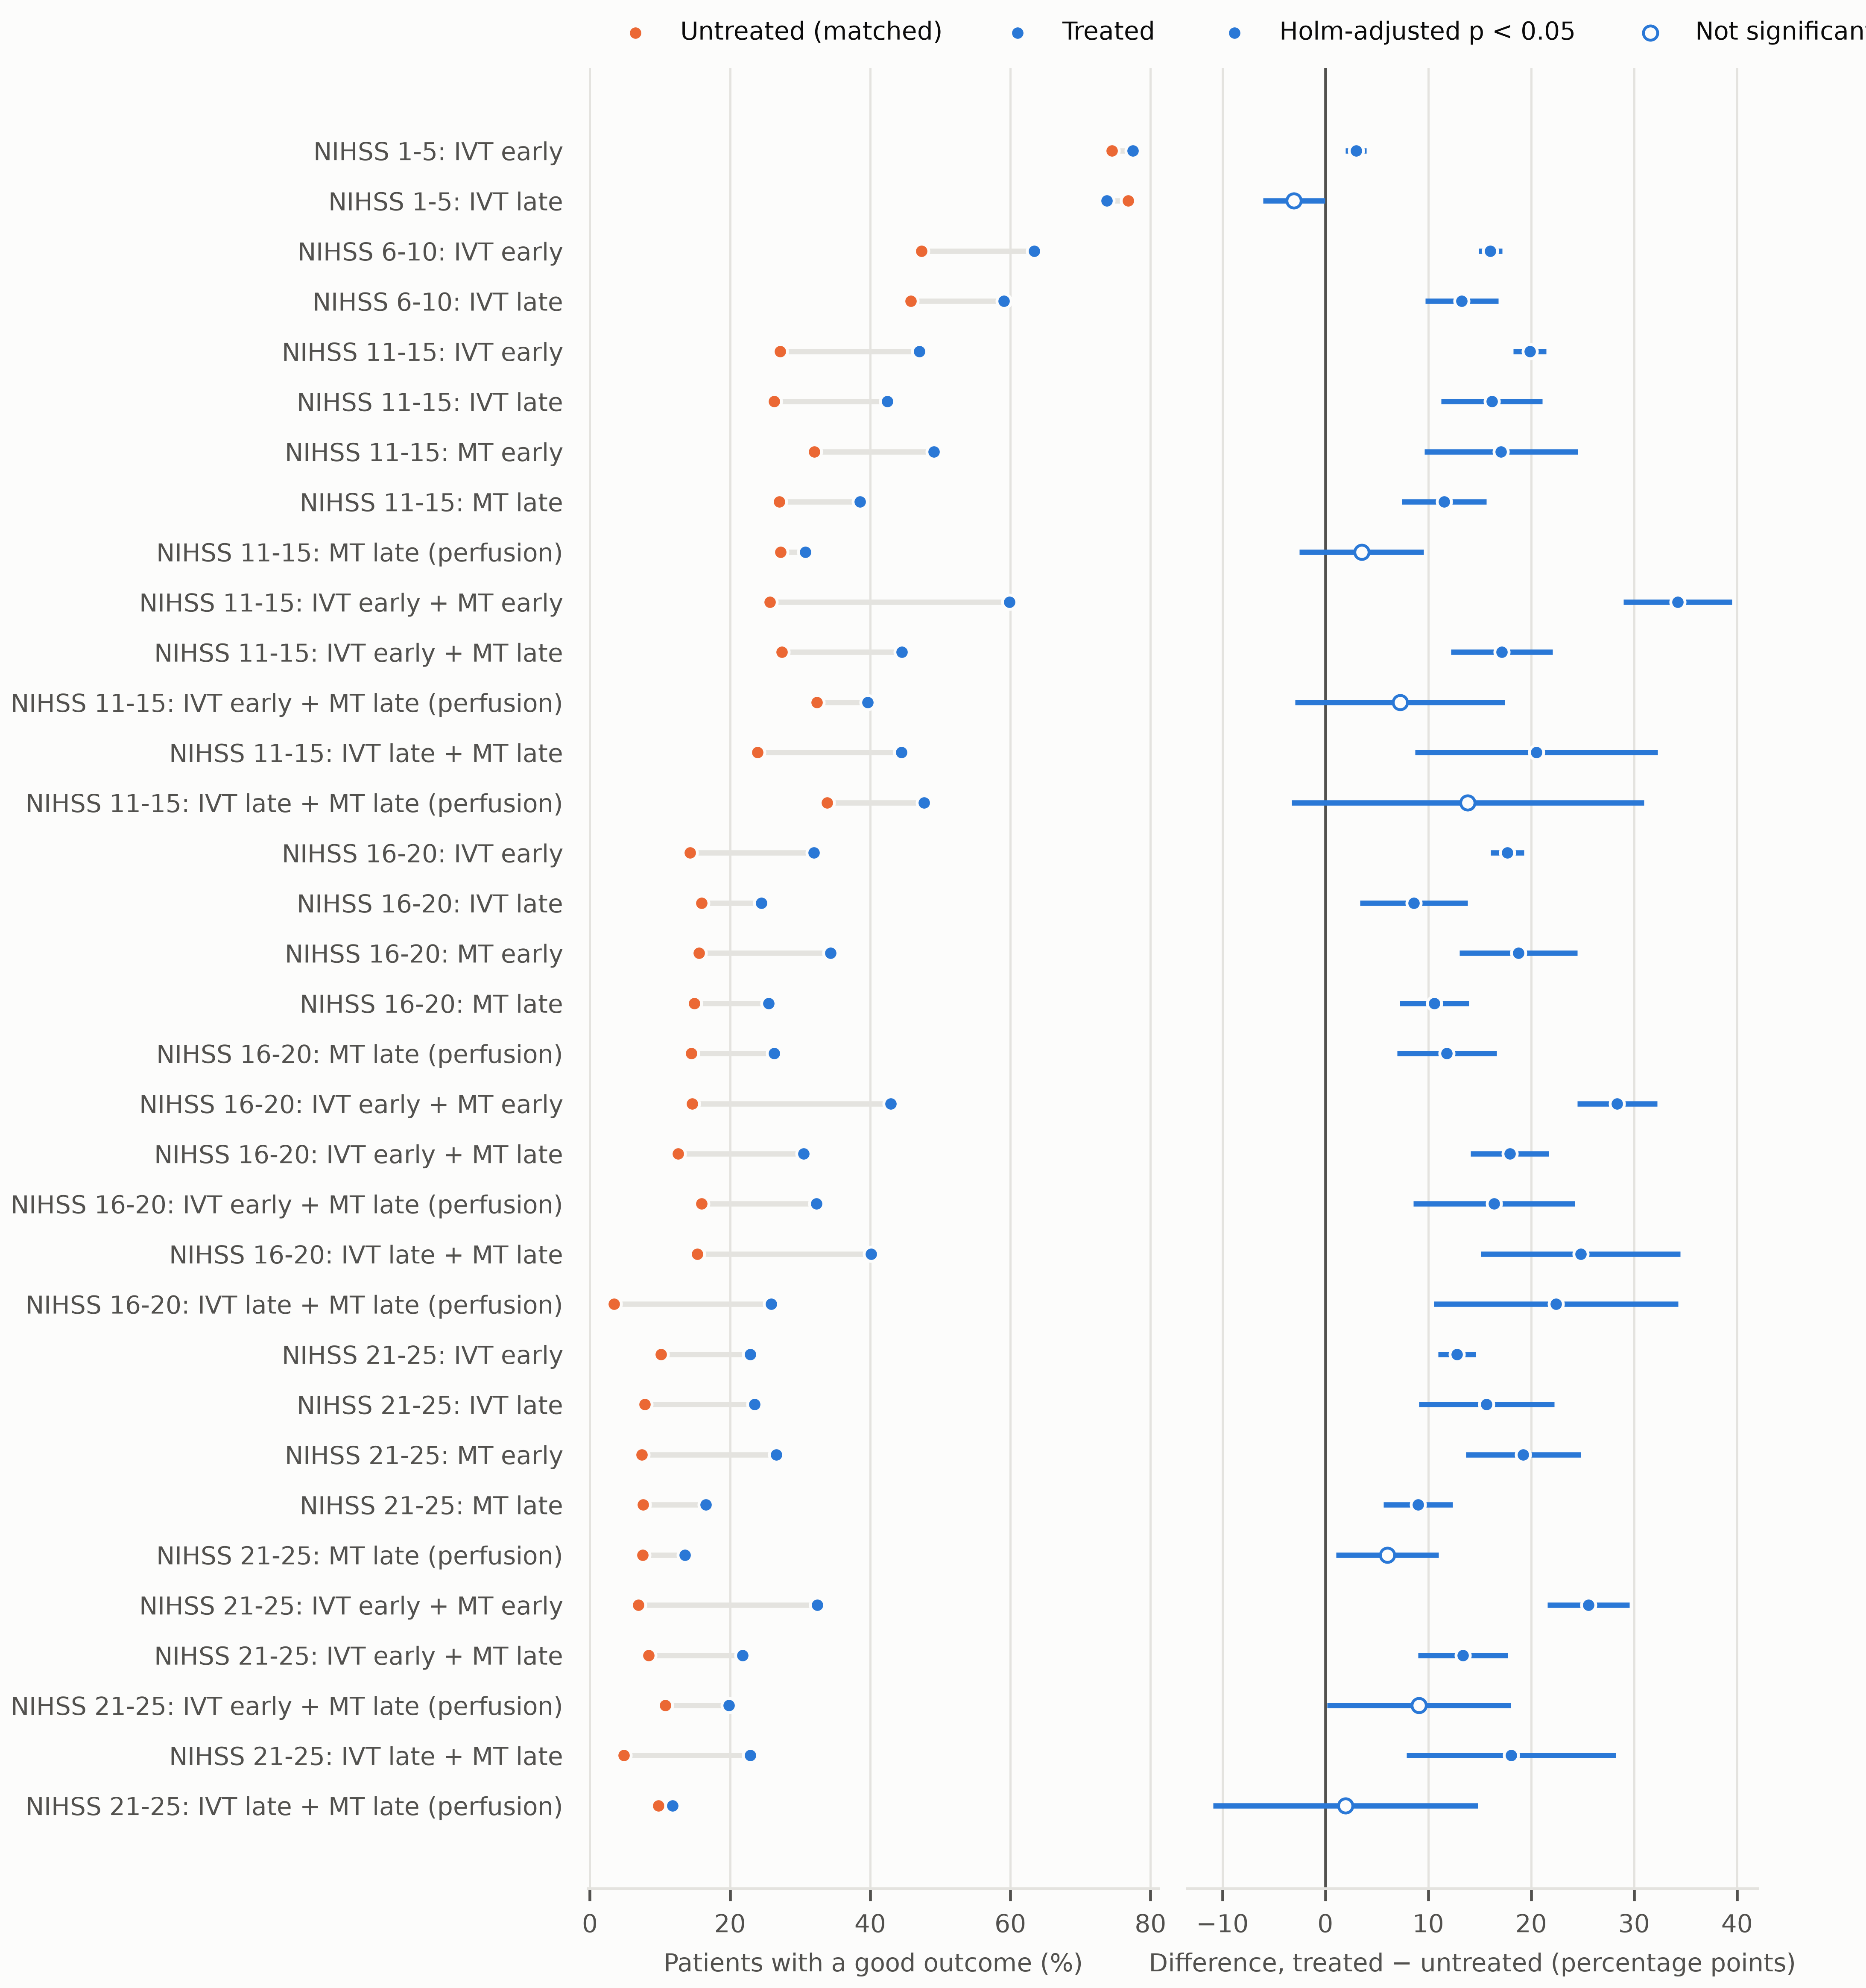 Untreated (matched) Treated Holm-adjusted p < 0.05 Not significan
NIHSS 1-5: IVT early
NIHSS 1-5: IVT late
NIHSS 6-10: IVT early
NIHSS 6-10: IVT late
NIHSS 11-15: IVT early
NIHSS 11-15: IVT late
NIHSS 11-15: MT early
NIHSS 11-15: MT late
NIHSS 11-15: MT late (perfusion)
NIHSS 11-15: IVT early + MT early
NIHSS 11-15: IVT early + MT late
NIHSS 11-15: IVT early + MT late (perfusion)
NIHSS 11-15: IVT late + MT late
NIHSS 11-15: IVT late + MT late (perfusion)
NIHSS 16-20: IVT early
NIHSS 16-20: IVT late
NIHSS 16-20: MT early
NIHSS 16-20: MT late
NIHSS 16-20: MT late (perfusion)
NIHSS 16-20: IVT early + MT early
NIHSS 16-20: IVT early + MT late
NIHSS 16-20: IVT early + MT late (perfusion)
NIHSS 16-20: IVT late + MT late
NIHSS 16-20: IVT late + MT late (perfusion)
NIHSS 21-25: IVT early
NIHSS 21-25: IVT late
NIHSS 21-25: MT early
NIHSS 21-25: MT late
NIHSS 21-25: MT late (perfusion)
NIHSS 21-25: IVT early + MT early
NIHSS 21-25: IVT early + MT late
NIHSS 21-25: IVT early + MT late (perfusion)
NIHSS 21-25: IVT late + MT late
NIHSS 21-25: IVT late + MT late (perfusion)
0 20 40 60 80 −10 0 10 20 30 40
Patients with a good outcome (%) Difference, treated − untreated (percentage points)